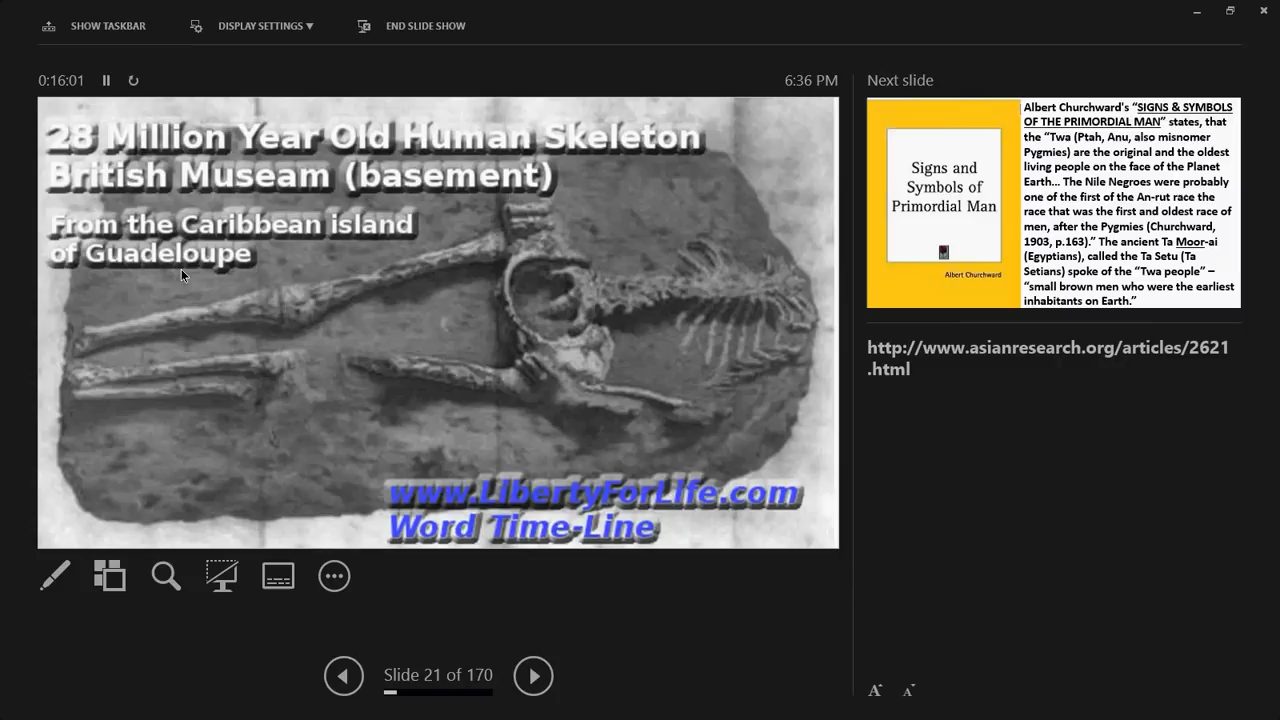 SHOW TASKBAR
DISPLAY SETTINGS ▼
END SLIDE SHOW
0:16:01
6:36 PM
28 Million Year Old Human Skeleton
British Museam (basement)
From the Caribbean island
of Guadeloupe
www.LibertyForLife.com
Word Time-Line
Slide 21 of 170
Next slide
Signs and
Symbols of
Primordial Man
Albert Churchward
Albert Churchward's “SIGNS & SYMBOLS
OF THE PRIMORDIAL MAN” states, that
the “Twa (Ptah, Anu, also misnomer
Pygmies) are the original and the oldest
living people on the face of the Planet
Earth... The Nile Negroes were probably
one of the first of the An-rut race the
race that was the first and oldest race of
men, after the Pygmies (Churchward,
1903, p.163).” The ancient Ta Moor-ai
(Egyptians), called the Ta Setu (Ta
Setians) spoke of the “Twa people” –
“small brown men who were the earliest
inhabitants on Earth.”
http://www.asianresearch.org/articles/2621
.html
A A